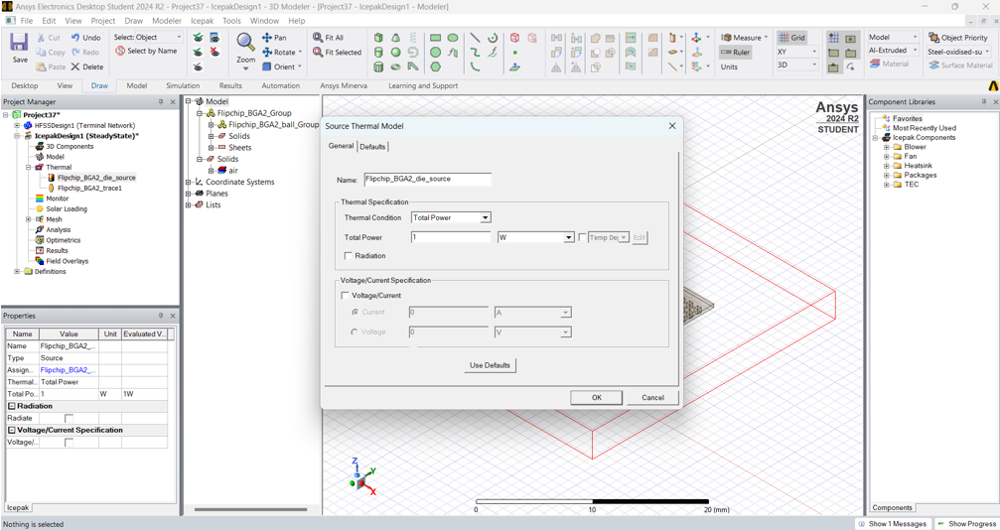 Ansys Electronics Desktop Student 2024 R2 - Project37 - IcepakDesign1 - 3D Modeler - [Project37 - IcepakDesign1 - Modeler]
File Edit View Project Draw Modeler Icepak Tools Window Help
Save
Cut
Copy
Paste
Undo
Redo
Delete
Select: Object
Select by Name
Zoom
Pan
Rotate
Orient
Fit All
Fit Selected
Measure
Ruler
Units
Grid
XY
3D
Model
AI-Extruded
Material
Object Priority
Steel-oxidised-su
Surface Material
Desktop View Draw Model Simulation Results Automation Ansys Minerva Learning and Support
Project Manager
Project37*
HFSSDesign1 (Terminal Network)
IcepakDesign1 (SteadyState)*
3D Components
Model
Thermal
Flipchip_BGA2_die_source
Flipchip_BGA2_trace1
Monitor
Solar Loading
Mesh
Analysis
Optimetrics
Results
Field Overlays
Definitions
Properties
Name Value Unit Evaluated V...
Name Flipchip_BGA2_...
Type Source
Assign... Flipchip_BGA2_...
Thermal... Total Power
Total Po... 1 W 1W
Radiation
Radiate
Voltage/Current Specification
Voltage/...
Icepak
Model
Flipchip_BGA2_Group
Flipchip_BGA2_ball_Group
Solids
Sheets
Solids
air
Coordinate Systems
Planes
Lists
Source Thermal Model
General Defaults
Name: Flipchip_BGA2_die_source
Thermal Specification
Thermal Condition Total Power
Total Power 1 W Temp De Edit
Radiation
Voltage/Current Specification
Voltage/Current
Current 0 A
Voltage 0 V
Use Defaults
OK Cancel
Ansys
2024 R2
STUDENT
Z
Y
X
0 10 20 (mm)
Component Libraries
Favorites
Most Recently Used
Icepak Components
Blower
Fan
Heatsink
Packages
TEC
Components
Nothing is selected
Show 1 Messages
Show Progress